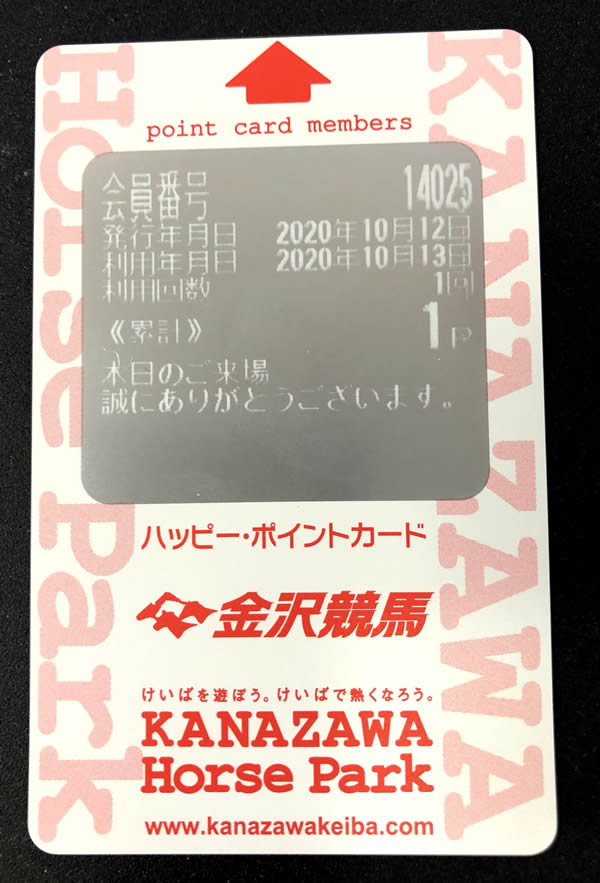 point card members
会員番号 14025
発行年月日 2020年10月12日
利用年月日 2020年10月13日
利用回数 1回
《累計》 1P
本日のご来場
誠にありがとうございます。
ハッピー・ポイントカード
金沢競馬
けいばを遊ぼう。けいばで熱くなろう。
KANAZAWA
Horse Park
www.kanazawakeiba.com
Horse Park
KANAZAWA